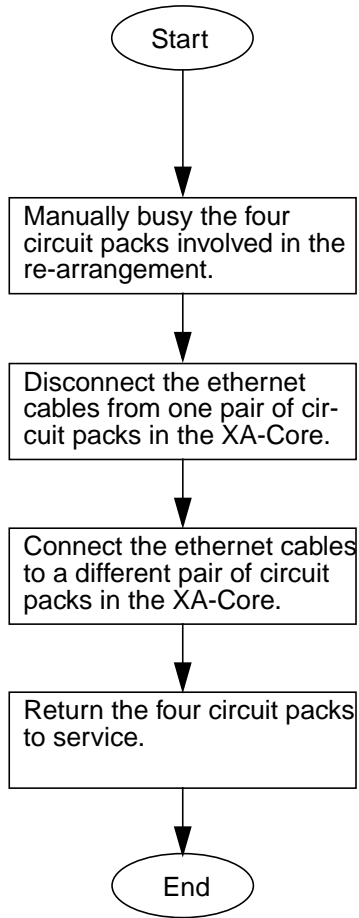 Start
Manually busy the four
circuit packs involved in the
re-arrangement.
Disconnect the ethernet
cables from one pair of cir-
cuit packs in the XA-Core.
Connect the ethernet cables
to a different pair of circuit
packs in the XA-Core.
Return the four circuit packs
to service.
End